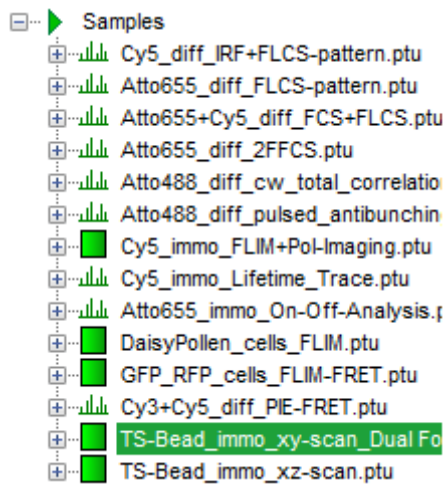 Samples
Cy5_diff_IRF+FLCS-pattern.ptu
Atto655_diff_FLCS-pattern.ptu
Atto655+Cy5_diff_FCS+FLCS.ptu
Atto655_diff_2FFCS.ptu
Atto488_diff_cw_total_correlatio
Atto488_diff_pulsed_antibunchin
Cy5_immo_FLIM+Pol-Imaging.ptu
Cy5_immo_Lifetime_Trace.ptu
Atto655_immo_On-Off-Analysis.p
DaisyPollen_cells_FLIM.ptu
GFP_RFP_cells_FLIM-FRET.ptu
Cy3+Cy5_diff_PIE-FRET.ptu
TS-Bead_immo_xy-scan_Dual Fo
TS-Bead_immo_xz-scan.ptu